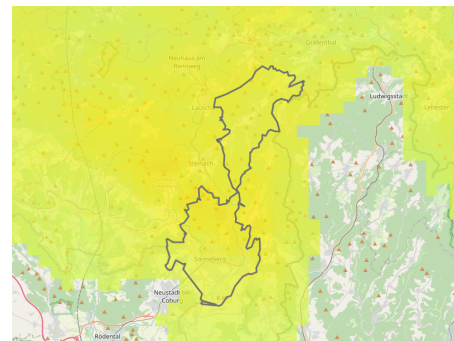 Neuhaus am
Rennweg
Gräfenthal
Ludwigsstadt
Lehesten
Lauscha
Steinach
Sonneberg
Neustadt
Coburg
Rödental